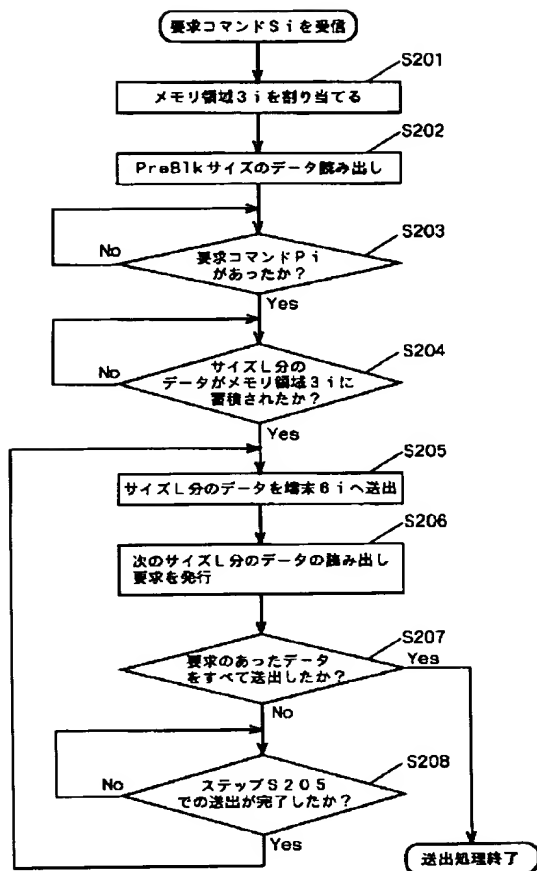 要求コマンドSiを受信
S201
メモリ領域3iを割り当てる
S202
PreBlkサイズのデータ読み出し
S203
要求コマンドPi
があったか?
No
Yes
S204
サイズL分の
データがメモリ領域3iに
蓄積されたか?
No
Yes
S205
サイズL分のデータを端末6iへ送出
S206
次のサイズL分のデータの読み出し
要求を発行
S207
要求のあったデータ
をすべて送出したか?
Yes
No
S208
ステップS205
での送出が完了したか?
No
Yes
送出処理終了